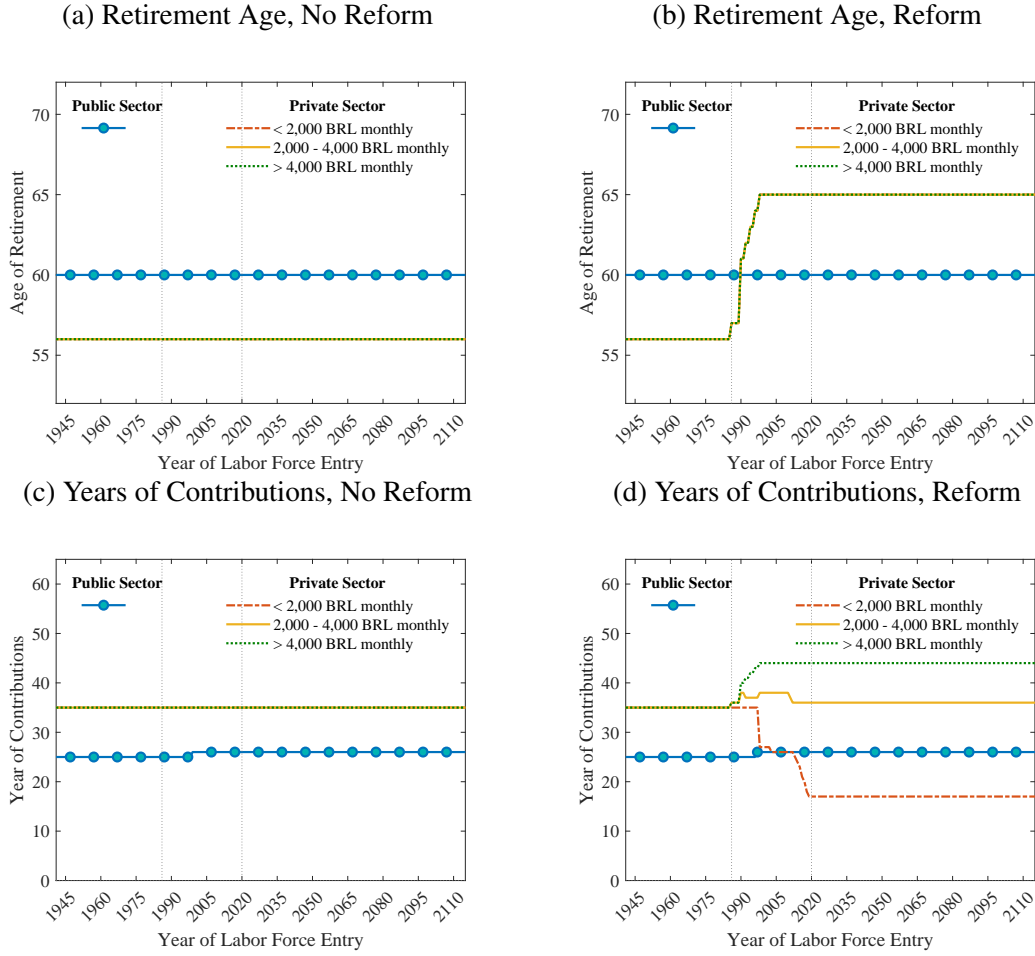 (a) Retirement Age, No Reform
Public Sector
Private Sector
< 2,000 BRL monthly
2,000 - 4,000 BRL monthly
> 4,000 BRL monthly
70
65
60
55
Age of Retirement
1945 1960 1975 1990 2005 2020 2035 2050 2065 2080 2095 2110
Year of Labor Force Entry
(b) Retirement Age, Reform
Public Sector
Private Sector
< 2,000 BRL monthly
2,000 - 4,000 BRL monthly
> 4,000 BRL monthly
70
65
60
55
Age of Retirement
1945 1960 1975 1990 2005 2020 2035 2050 2065 2080 2095 2110
Year of Labor Force Entry
(c) Years of Contributions, No Reform
Public Sector
Private Sector
< 2,000 BRL monthly
2,000 - 4,000 BRL monthly
> 4,000 BRL monthly
60
50
40
30
20
10
0
Year of Contributions
1945 1960 1975 1990 2005 2020 2035 2050 2065 2080 2095 2110
Year of Labor Force Entry
(d) Years of Contributions, Reform
Public Sector
Private Sector
< 2,000 BRL monthly
2,000 - 4,000 BRL monthly
> 4,000 BRL monthly
60
50
40
30
20
10
0
Year of Contributions
1945 1960 1975 1990 2005 2020 2035 2050 2065 2080 2095 2110
Year of Labor Force Entry